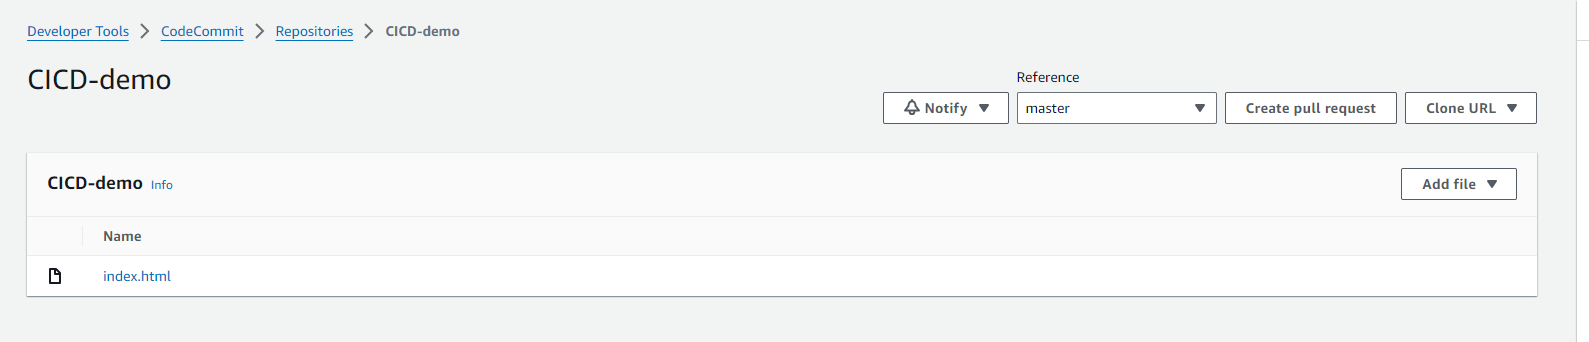 Developer Tools > CodeCommit > Repositories > CICD-demo
CICD-demo
Reference
Notify master Create pull request Clone URL
CICD-demo Info Add file
Name
index.html